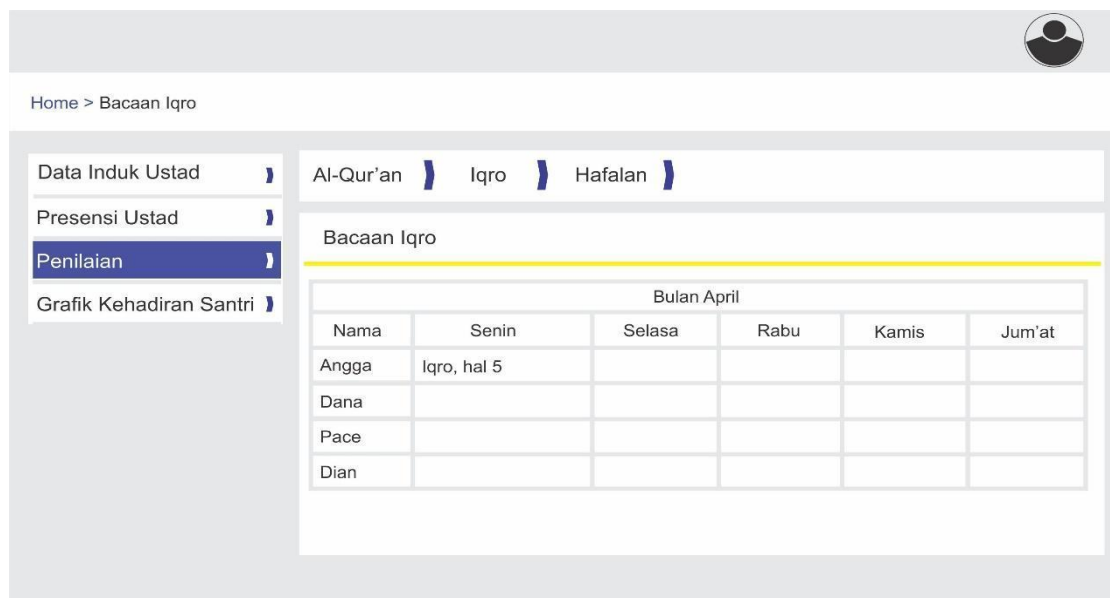 Home > Bacaan Iqro
Data Induk Ustad
Presensi Ustad
Penilaian
Grafik Kehadiran Santri
Al-Qur'an Iqro Hafalan
Bacaan Iqro
Bulan April
Nama Senin Selasa Rabu Kamis Jum'at
Angga Iqro, hal 5
Dana
Pace
Dian